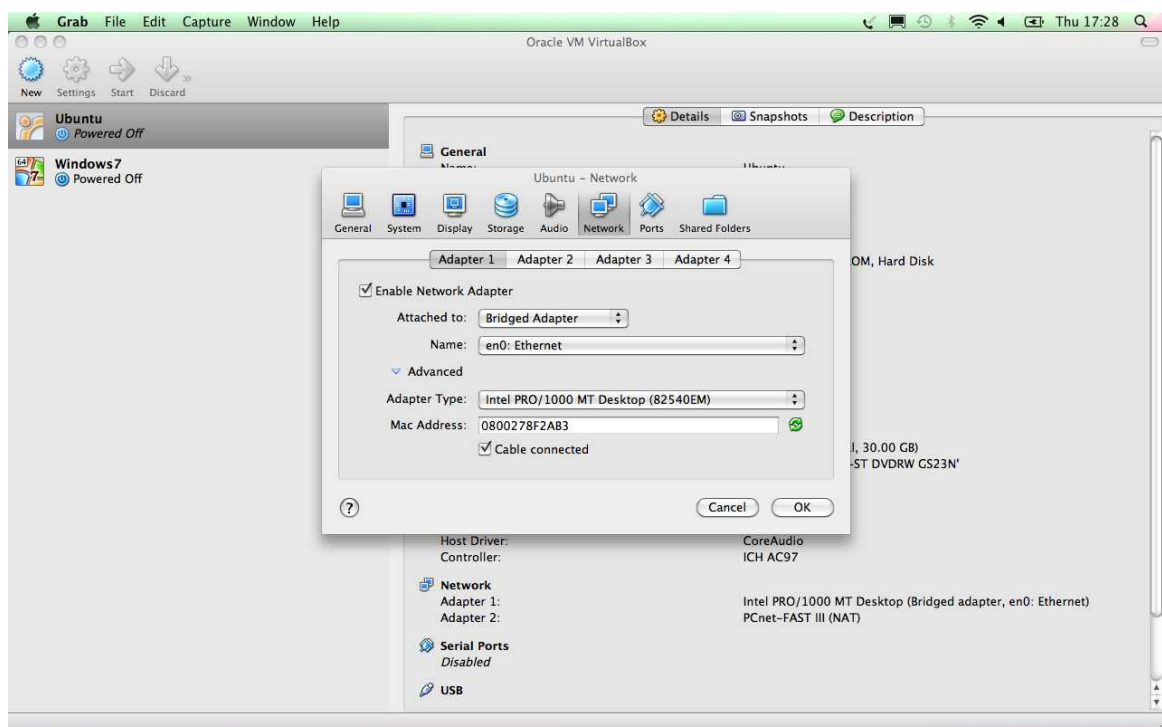 Grab File Edit Capture Window Help Thu 17:28
Oracle VM VirtualBox
New Settings Start Discard
Ubuntu
Powered Off
64
7
Windows7
Powered Off
Details Snapshots Description
General
Ubuntu – Network
General System Display Storage Audio Network Ports Shared Folders
Adapter 1 Adapter 2 Adapter 3 Adapter 4
OM, Hard Disk
Enable Network Adapter
Attached to: Bridged Adapter
Name: en0: Ethernet
Advanced
Adapter Type: Intel PRO/1000 MT Desktop (82540EM)
Mac Address: 0800278F2AB3
Cable connected
l, 30.00 GB)
-ST DVDRW GS23N'
? Cancel OK
Host Driver: CoreAudio
Controller: ICH AC97
Network
Adapter 1: Intel PRO/1000 MT Desktop (Bridged adapter, en0: Ethernet)
Adapter 2: PCnet-FAST III (NAT)
Serial Ports
Disabled
USB